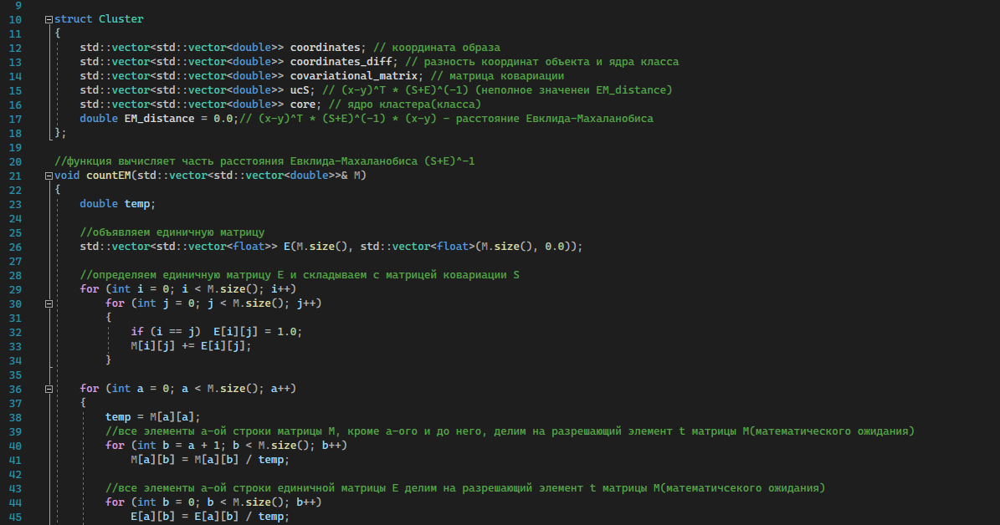 9
10 struct Cluster
11 {
12 std::vector<std::vector<double>> coordinates; // координата образа
13 std::vector<std::vector<double>> coordinates_diff; // разность координат объекта и ядра класса
14 std::vector<std::vector<double>> covariational_matrix; // матрица ковариации
15 std::vector<std::vector<double>> ucS; // (x-y)^T * (S+E)^(-1) (неполное значенеи EM_distance)
16 std::vector<std::vector<double>> core; // ядро кластера(класса)
17 double EM_distance = 0.0;// (x-y)^T * (S+E)^(-1) * (x-y) - расстояние Евклида-Махаланобиса
18 };
19
20 //функция вычисляет часть расстояния Евклида-Махаланобиса (S+E)^-1
21 void countEM(std::vector<std::vector<double>>& M)
22 {
23 double temp;
24
25 //объявляем единичную матрицу
26 std::vector<std::vector<float>> E(M.size(), std::vector<float>(M.size(), 0.0));
27
28 //определяем единичную матрицу E и складываем с матрицей ковариации S
29 for (int i = 0; i < M.size(); i++)
30 for (int j = 0; j < M.size(); j++)
31 {
32 if (i == j) E[i][j] = 1.0;
33 M[i][j] += E[i][j];
34 }
35
36 for (int a = 0; a < M.size(); a++)
37 {
38 temp = M[a][a];
39 //все элементы a-ой строки матрицы M, кроме a-ого и до него, делим на разрешающий элемент t матрицы M(математического ожидания)
40 for (int b = a + 1; b < M.size(); b++)
41 M[a][b] = M[a][b] / temp;
42
43 //все элементы a-ой строки единичной матрицы E делим на разрешающий элемент t матрицы M(математичсекого ожидания)
44 for (int b = 0; b < M.size(); b++)
45 E[a][b] = E[a][b] / temp;